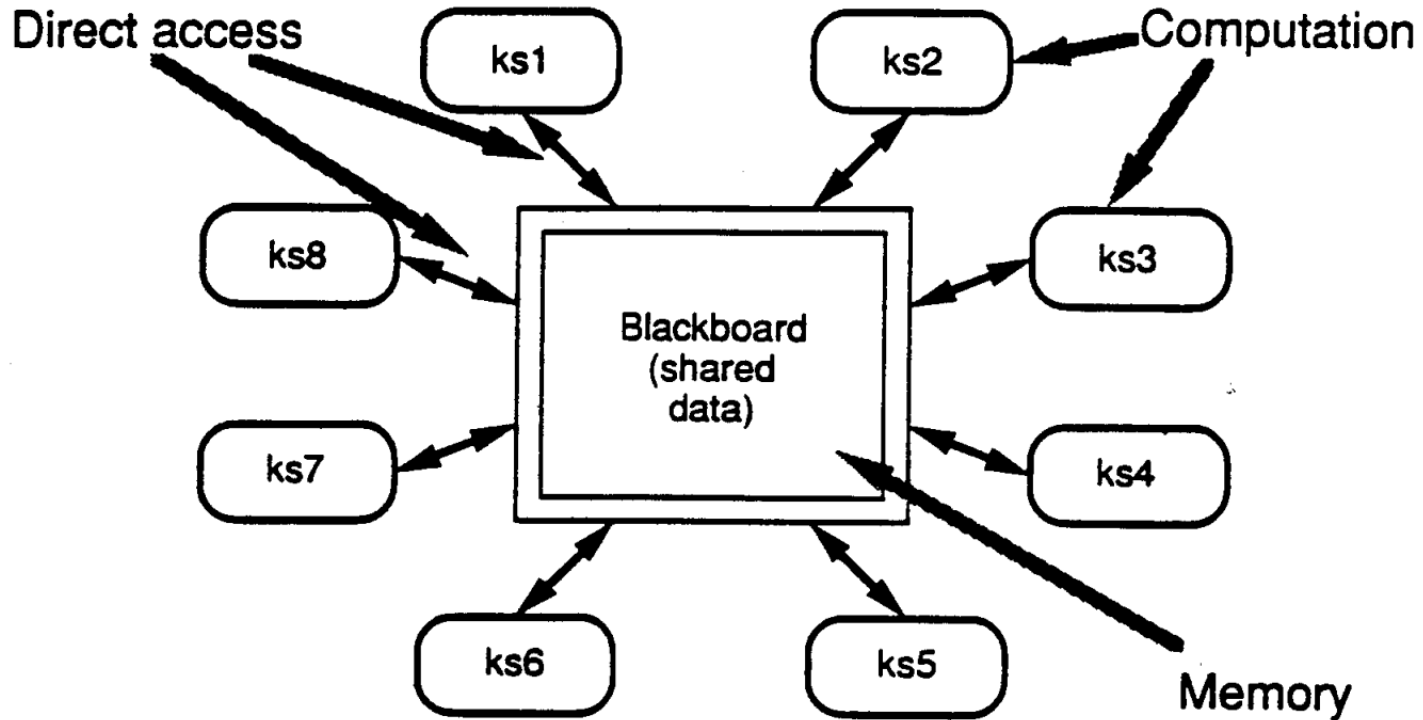 Direct access
ks1
ks2
Computation
ks8
ks3
Blackboard
(shared
data)
ks7
ks4
ks6
ks5
Memory